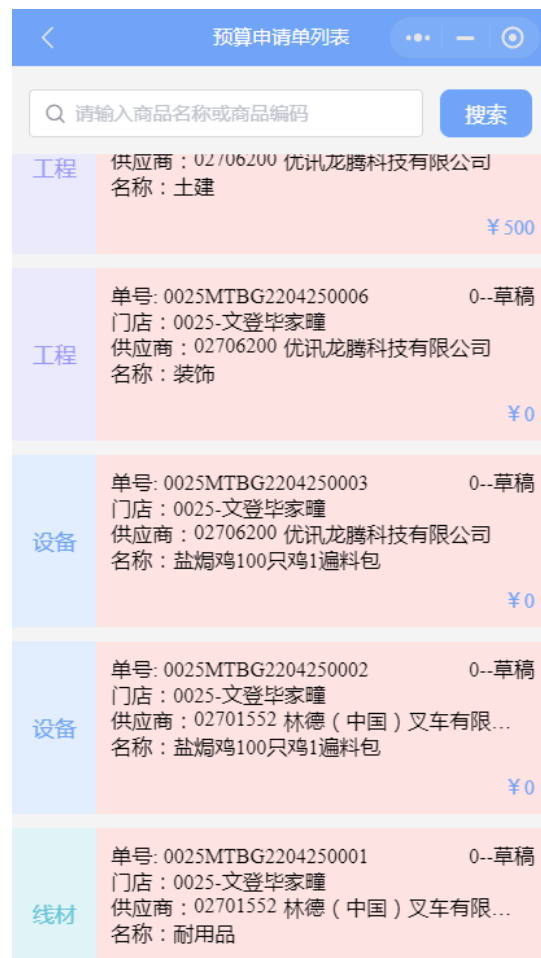 预算申请单列表
请输入商品名称或商品编码 搜索
工程
供应商：02706200 优讯龙腾科技有限公司
名称：土建
￥500
工程
单号: 0025MTBG2204250006 0--草稿
门店：0025-文登毕家疃
供应商：02706200 优讯龙腾科技有限公司
名称：装饰
￥0
设备
单号: 0025MTBG2204250003 0--草稿
门店：0025-文登毕家疃
供应商：02706200 优讯龙腾科技有限公司
名称：盐焗鸡100只鸡1遍料包
￥0
设备
单号: 0025MTBG2204250002 0--草稿
门店：0025-文登毕家疃
供应商：02701552 林德（中国）叉车有限...
名称：盐焗鸡100只鸡1遍料包
￥0
线材
单号: 0025MTBG2204250001 0--草稿
门店：0025-文登毕家疃
供应商：02701552 林德（中国）叉车有限...
名称：耐用品